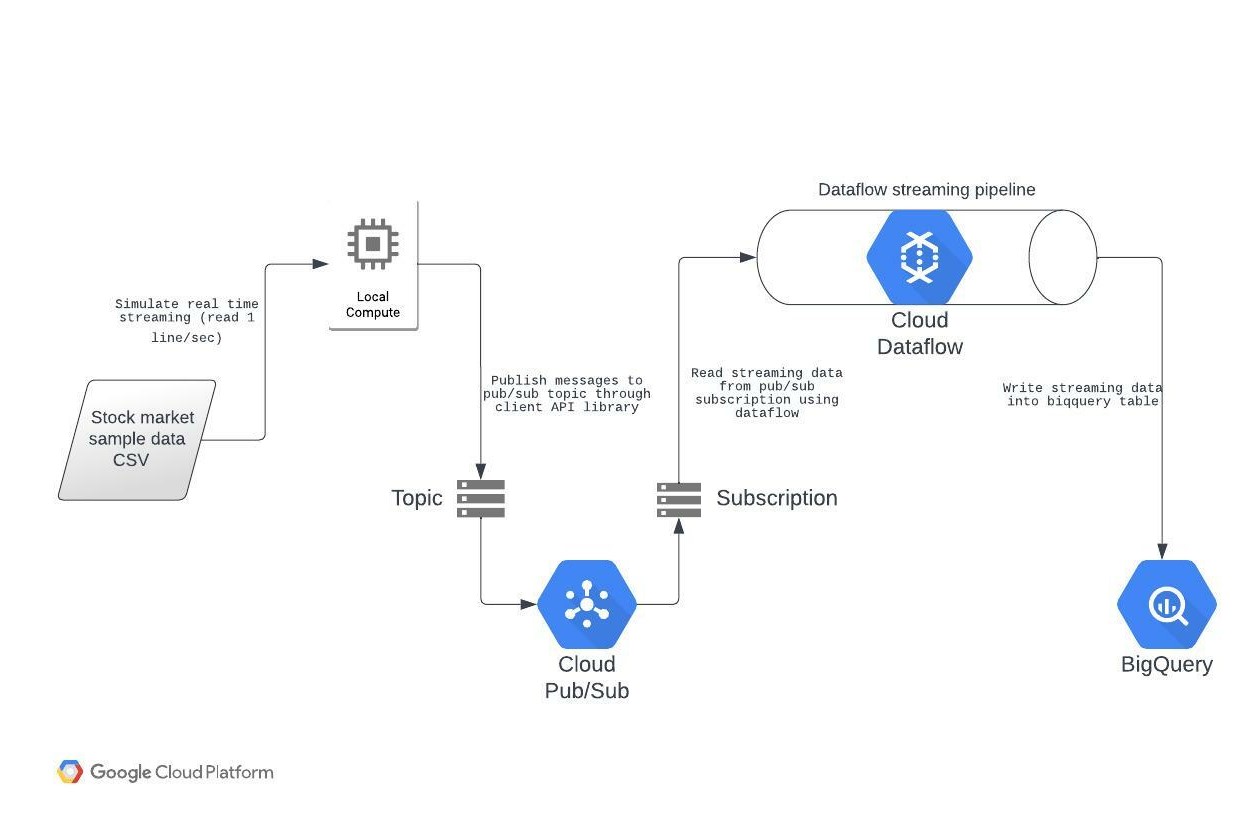 Dataflow streaming pipeline
Local
Compute
Simulate real time
streaming (read 1
line/sec)
Cloud
Dataflow
Publish messages to
pub/sub topic through
client API library
Read streaming data
from pub/sub
subscription using
dataflow
Write streaming data
into biqquery table
Stock market
sample data
CSV
Topic
Subscription
Cloud
Pub/Sub
BigQuery
Google Cloud Platform